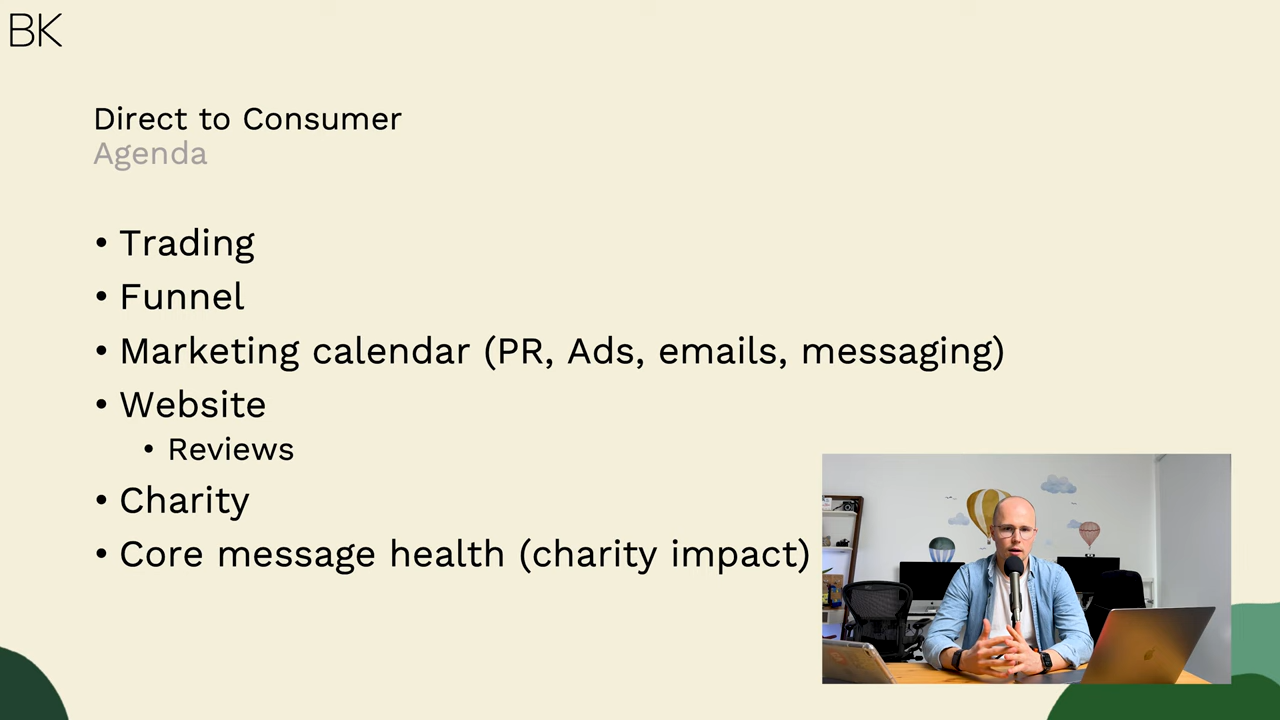 BK
Direct to Consumer
Agenda
• Trading
• Funnel
• Marketing calendar (PR, Ads, emails, messaging)
• Website
• Reviews
• Charity
• Core message health (charity impact)